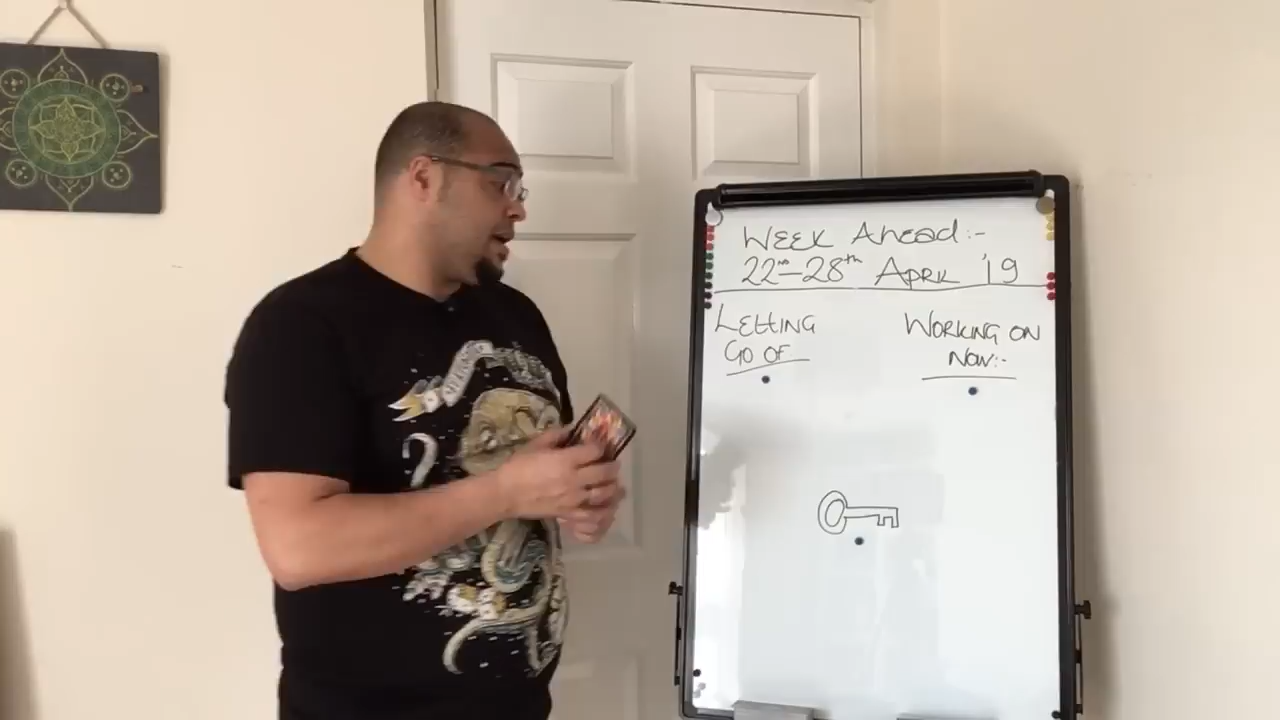 Week Ahead:-
22nd-28th April '19
Letting
Go Of
Working on
Now:-